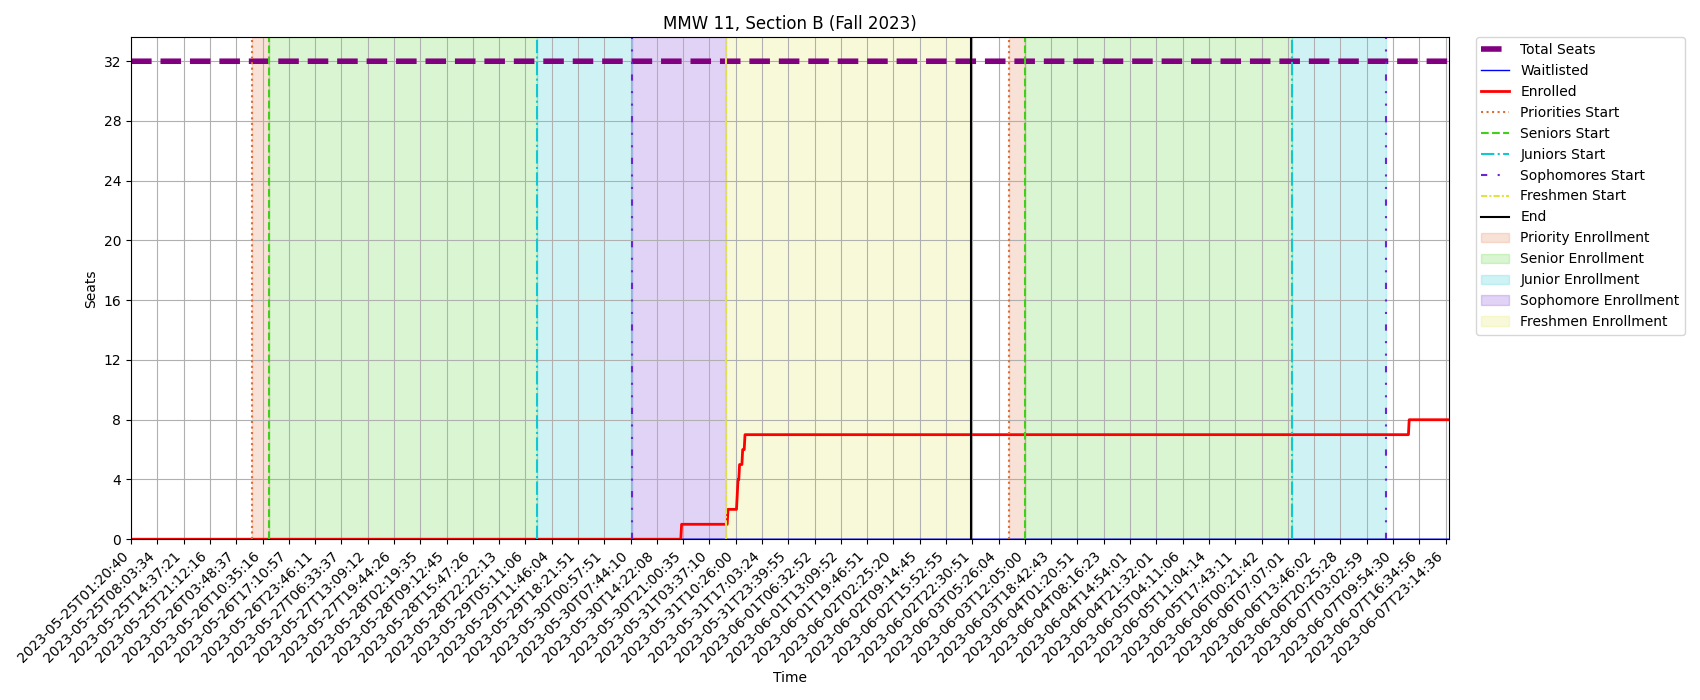 MMW 11, Section B (Fall 2023)
Seats
32
28
24
20
16
12
8
4
0
2023-05-25T01:20:40
2023-05-25T08:03:34
2023-05-25T14:37:21
2023-05-25T21:12:16
2023-05-26T03:48:37
2023-05-26T10:35:16
2023-05-26T17:10:57
2023-05-26T23:46:11
2023-05-27T06:33:37
2023-05-27T13:09:12
2023-05-27T19:44:26
2023-05-28T02:19:35
2023-05-28T09:12:45
2023-05-28T15:47:26
2023-05-28T22:22:13
2023-05-29T05:11:06
2023-05-29T11:46:04
2023-05-29T18:21:51
2023-05-30T00:57:51
2023-05-30T07:44:10
2023-05-30T14:22:08
2023-05-30T21:00:35
2023-05-31T03:37:10
2023-05-31T10:26:00
2023-05-31T17:03:24
2023-05-31T23:39:55
2023-06-01T06:32:52
2023-06-01T13:09:52
2023-06-01T19:46:51
2023-06-02T02:25:20
2023-06-02T09:14:45
2023-06-02T15:52:55
2023-06-02T22:30:51
2023-06-03T05:26:04
2023-06-03T12:05:00
2023-06-03T18:42:43
2023-06-04T01:20:51
2023-06-04T08:16:23
2023-06-04T14:54:01
2023-06-04T21:32:01
2023-06-05T04:11:06
2023-06-05T11:04:14
2023-06-05T17:43:11
2023-06-06T00:21:42
2023-06-06T07:07:01
2023-06-06T13:46:02
2023-06-06T20:25:28
2023-06-07T03:02:59
2023-06-07T09:54:30
2023-06-07T16:34:56
2023-06-07T23:14:36
Time
Total Seats
Waitlisted
Enrolled
Priorities Start
Seniors Start
Juniors Start
Sophomores Start
Freshmen Start
End
Priority Enrollment
Senior Enrollment
Junior Enrollment
Sophomore Enrollment
Freshmen Enrollment